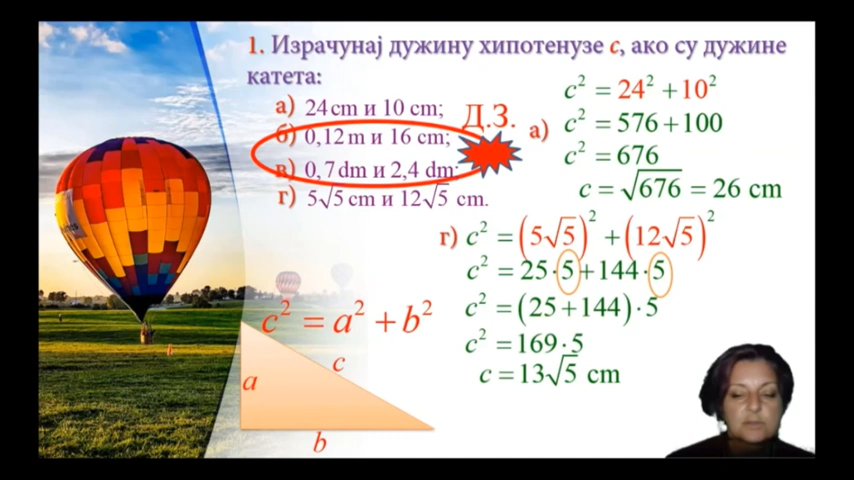 1. Израчунај дужину хипотенузе c, ако су дужине
катета:
а) 24 cm и 10 cm;
б) 0,12 m и 16 cm;
в) 0,7 dm и 2,4 dm;
г) 5√5 cm и 12√5 cm.
Д.З.
а)
c² = 24² + 10²
c² = 576 + 100
c² = 676
c = √676 = 26 cm
г) c² = (5√5)² + (12√5)²
c² = 25 · 5 + 144 · 5
c² = (25 + 144) · 5
c² = 169 · 5
c = 13√5 cm
c² = a² + b²
c
a
b